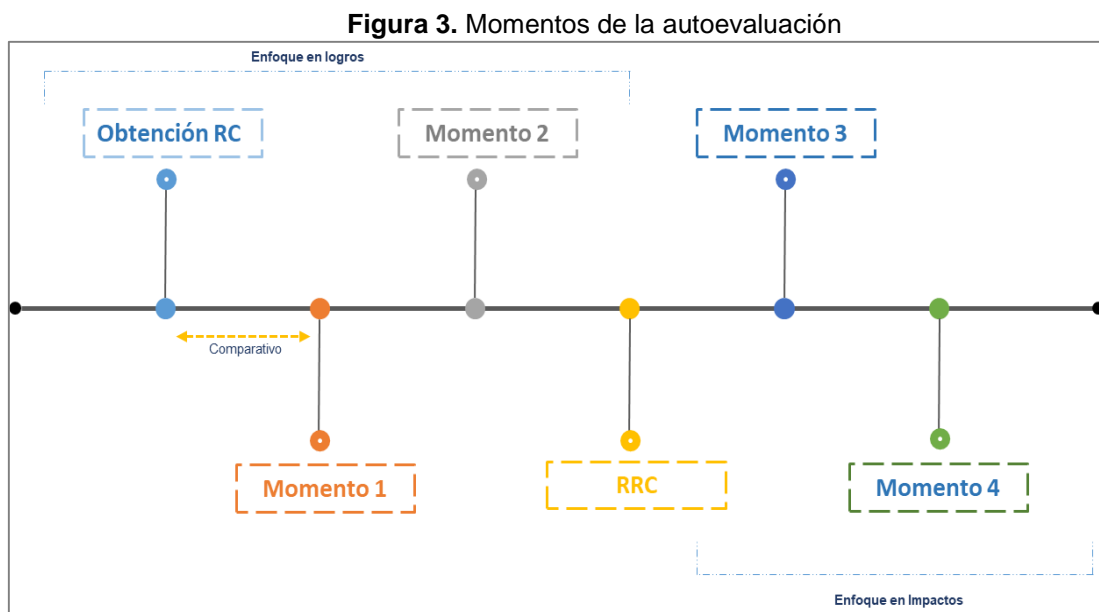 Figura 3. Momentos de la autoevaluación
Enfoque en logros
Obtención RC
Momento 2
Momento 3
Comparativo
Momento 1
RRC
Momento 4
Enfoque en Impactos